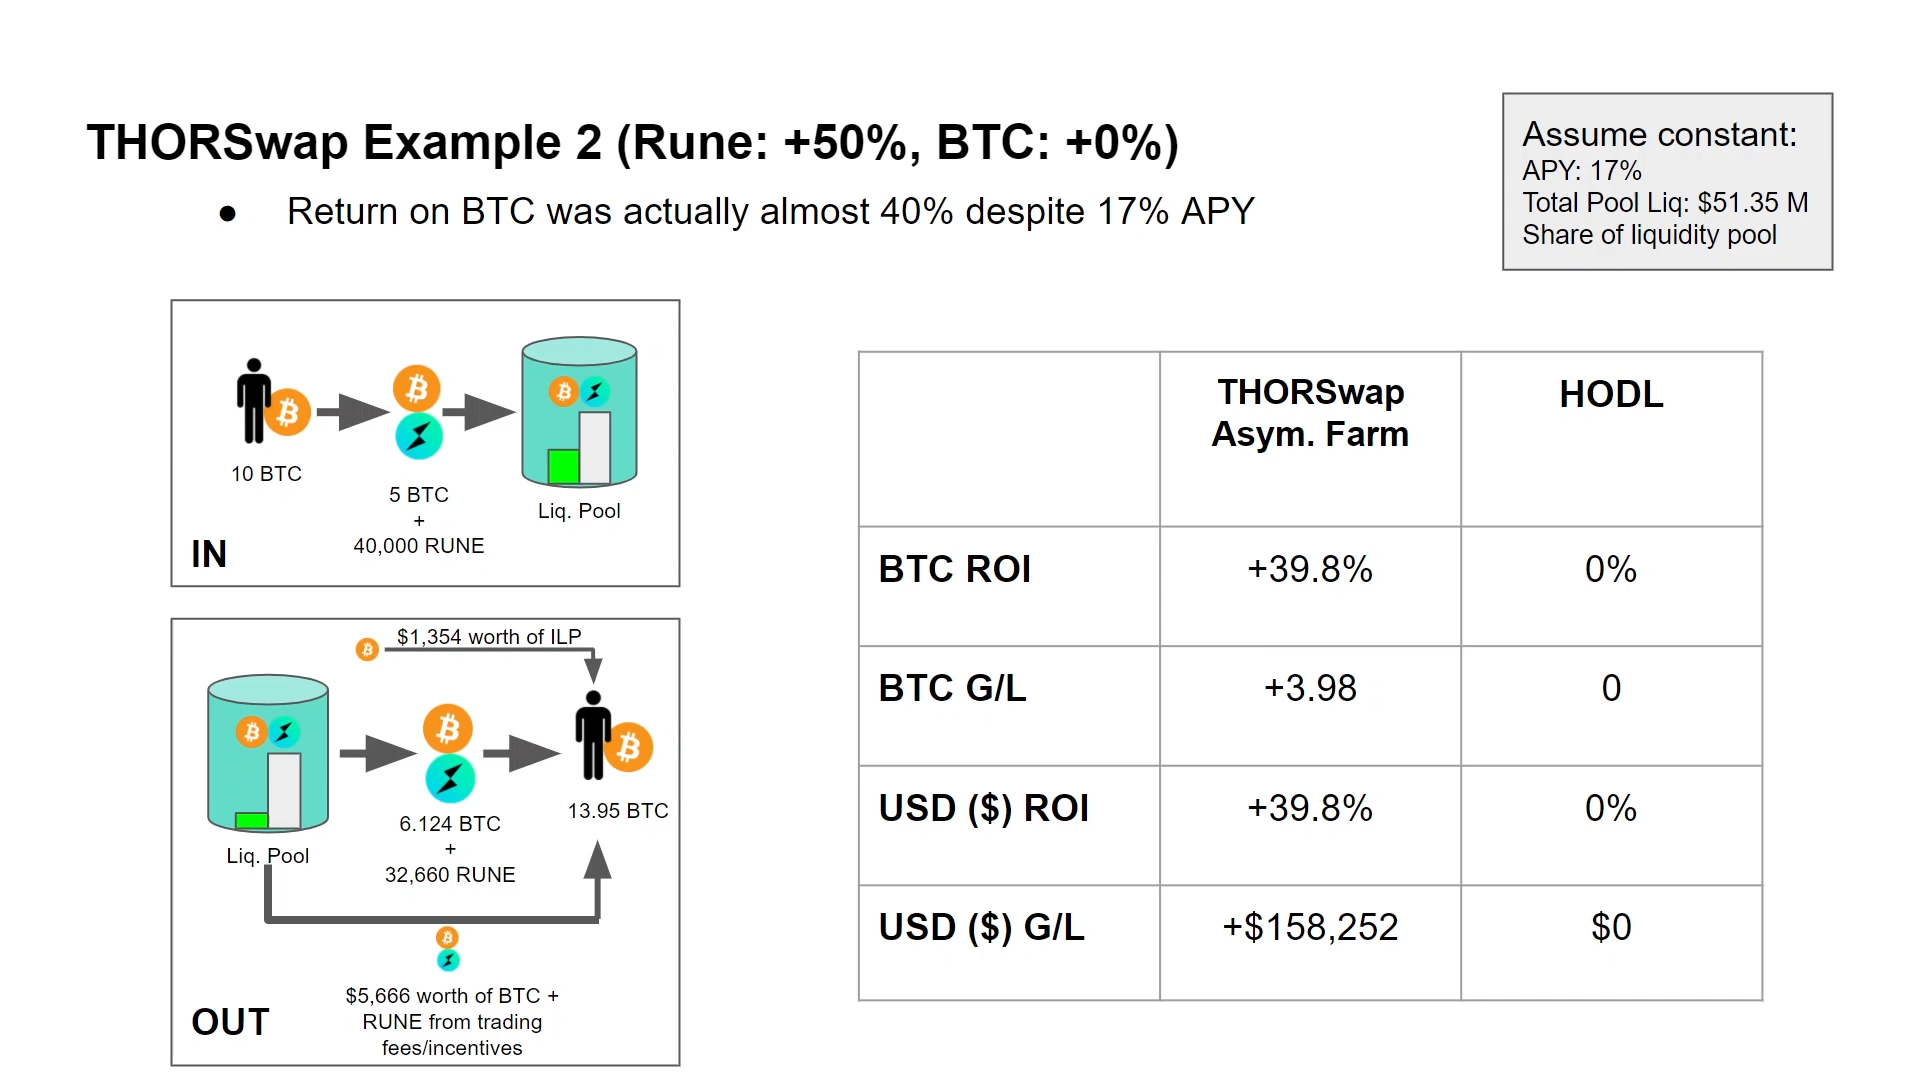 THORSwap Example 2 (Rune: +50%, BTC: +0%)
● Return on BTC was actually almost 40% despite 17% APY
Assume constant:
APY: 17%
Total Pool Liq: $51.35 M
Share of liquidity pool
10 BTC
5 BTC
+
40,000 RUNE
Liq. Pool
IN
$1,354 worth of ILP
Liq. Pool
6.124 BTC
+
32,660 RUNE
13.95 BTC
$5,666 worth of BTC +
RUNE from trading
fees/incentives
OUT
THORSwap
Asym. Farm
HODL
BTC ROI +39.8% 0%
BTC G/L +3.98 0
USD ($) ROI +39.8% 0%
USD ($) G/L +$158,252 $0